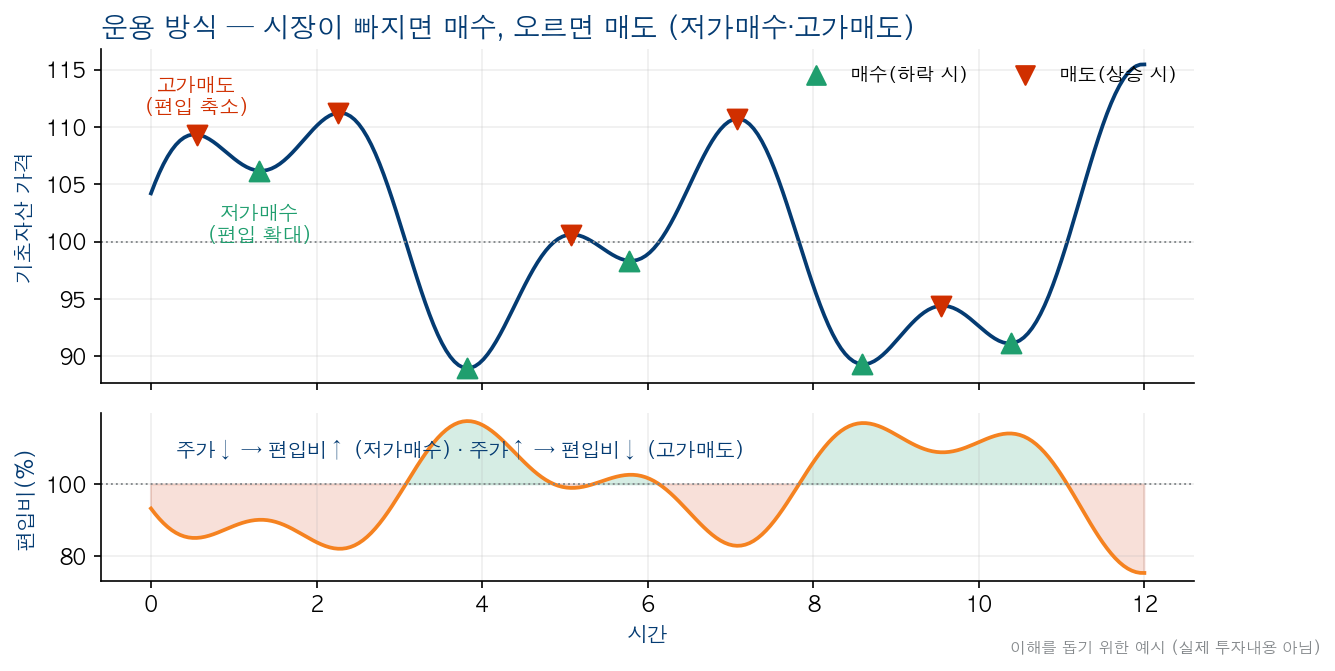 운용 방식 — 시장이 빠지면 매수, 오르면 매도 (저가매수·고가매도)
매수(하락 시)
매도(상승 시)
고가매도
(편입 축소)
저가매수
(편입 확대)
기초자산 가격
115
110
105
100
95
90
주가↓ → 편입비↑ (저가매수) · 주가↑ → 편입비↓ (고가매도)
편입비(%)
100
80
0 2 4 6 8 10 12
시간
이해를 돕기 위한 예시 (실제 투자내용 아님)